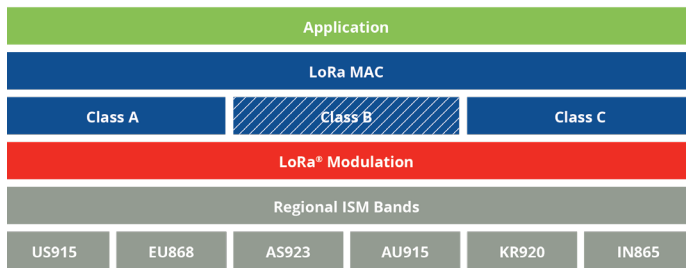 Application
LoRa MAC
Class A Class B Class C
LoRa® Modulation
Regional ISM Bands
US915 EU868 AS923 AU915 KR920 IN865